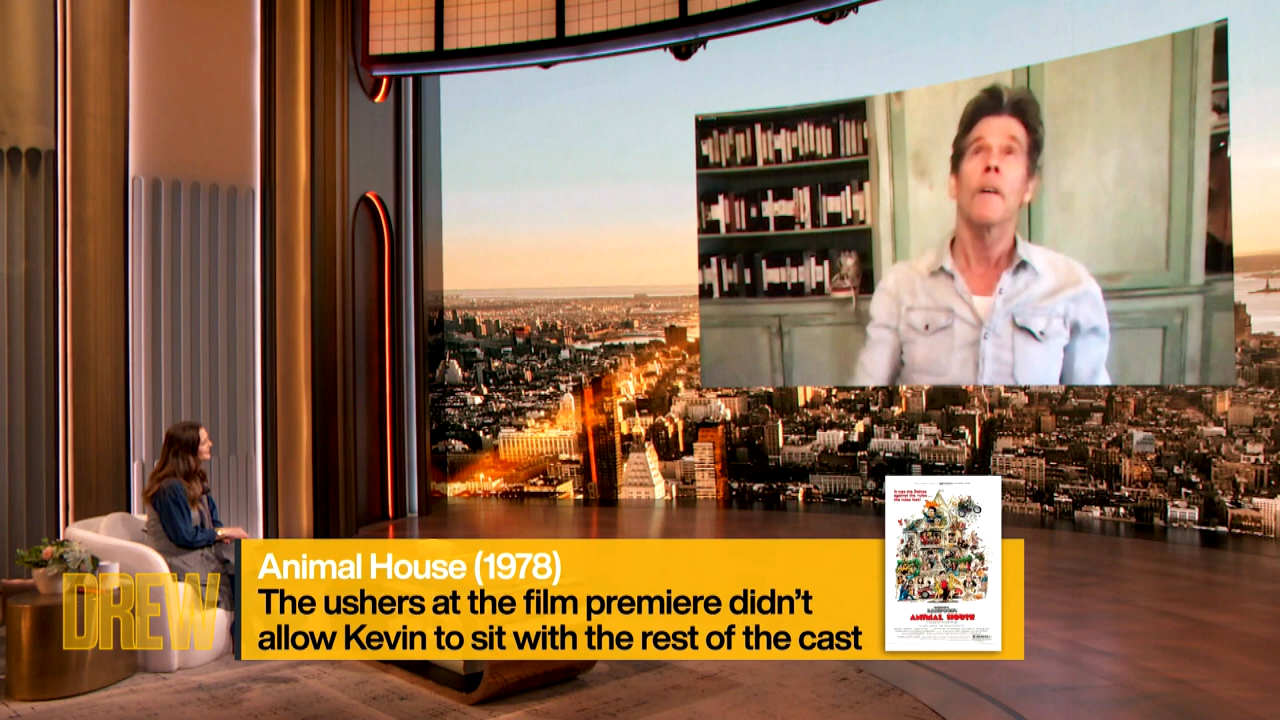 Animal House (1978)
The ushers at the film premiere didn't
allow Kevin to sit with the rest of the cast
DREW
ANIMAL HOUSE